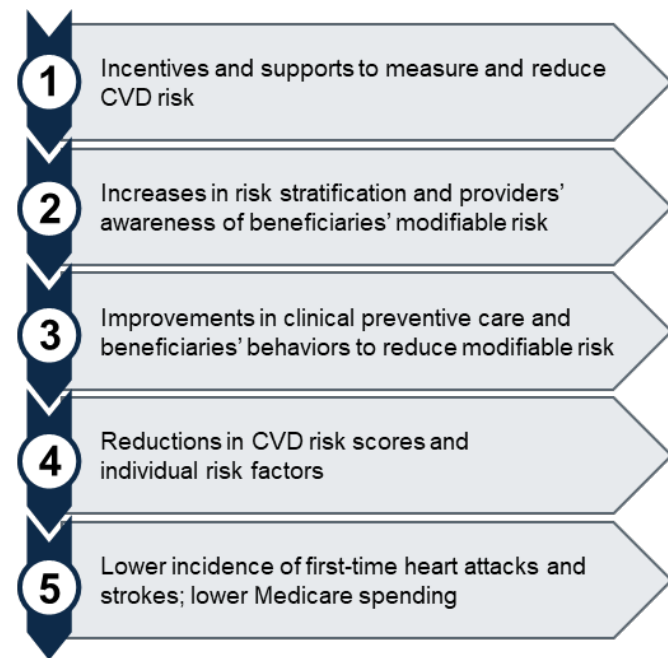 1
Incentives and supports to measure and reduce
CVD risk
2
Increases in risk stratification and providers’
awareness of beneficiaries’ modifiable risk
3
Improvements in clinical preventive care and
beneficiaries’ behaviors to reduce modifiable risk
4
Reductions in CVD risk scores and
individual risk factors
5
Lower incidence of first-time heart attacks and
strokes; lower Medicare spending